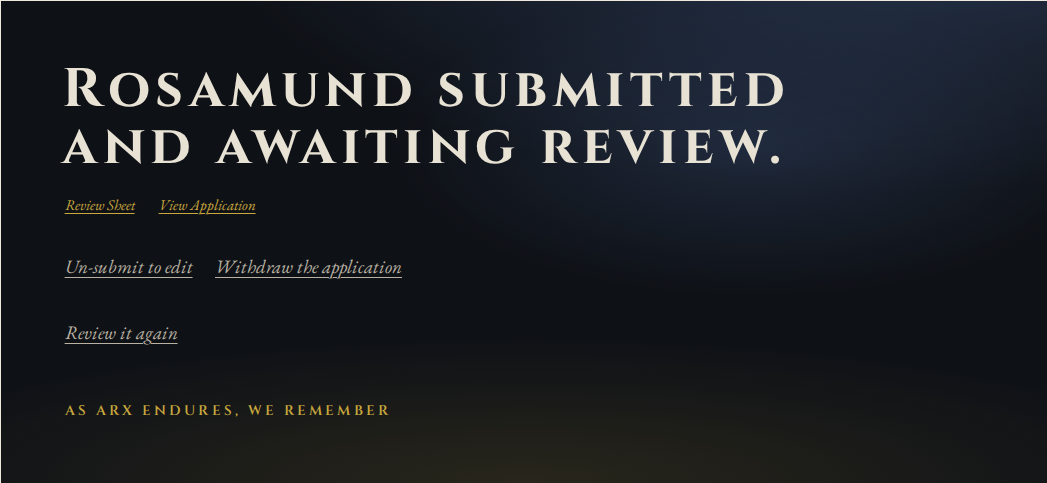 Rosamund submitted
and awaiting review.
Review Sheet View Application
Un-submit to edit Withdraw the application
Review it again
AS ARX ENDURES, WE REMEMBER